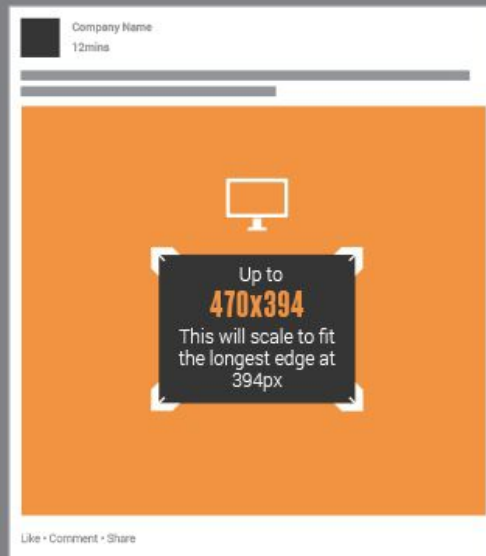 Company Name
12mins
Up to
470x394
This will scale to fit
the longest edge at
394px
Like • Comment • Share